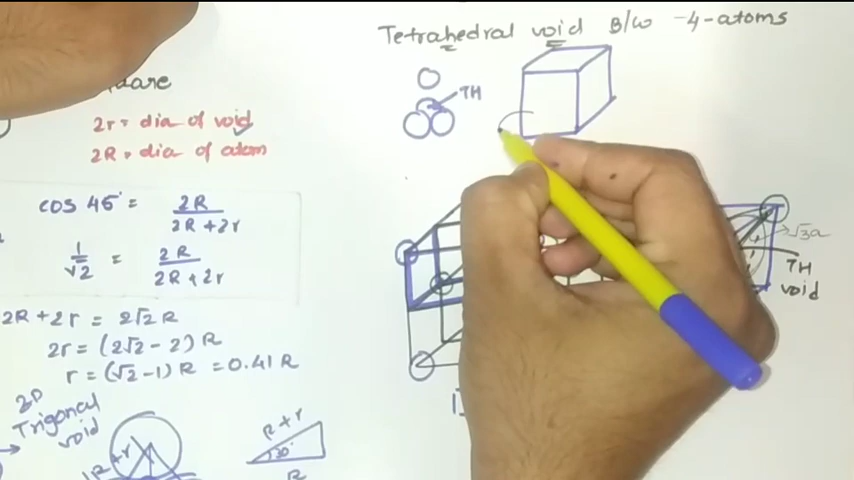 Tetrahedral void B/w 4-atoms
TH
2r = dia of void
2R = dia of atom
cos 45° = 2R / 2R+2r
1/√2 = 2R / 2R+2r
2R+2r = 2√2 R
2r = (2√2-2) R
r = (√2-1) R = 0.41 R
2D
Trigonal
void
R+r
R+r
30°
R
√3a
TH
void